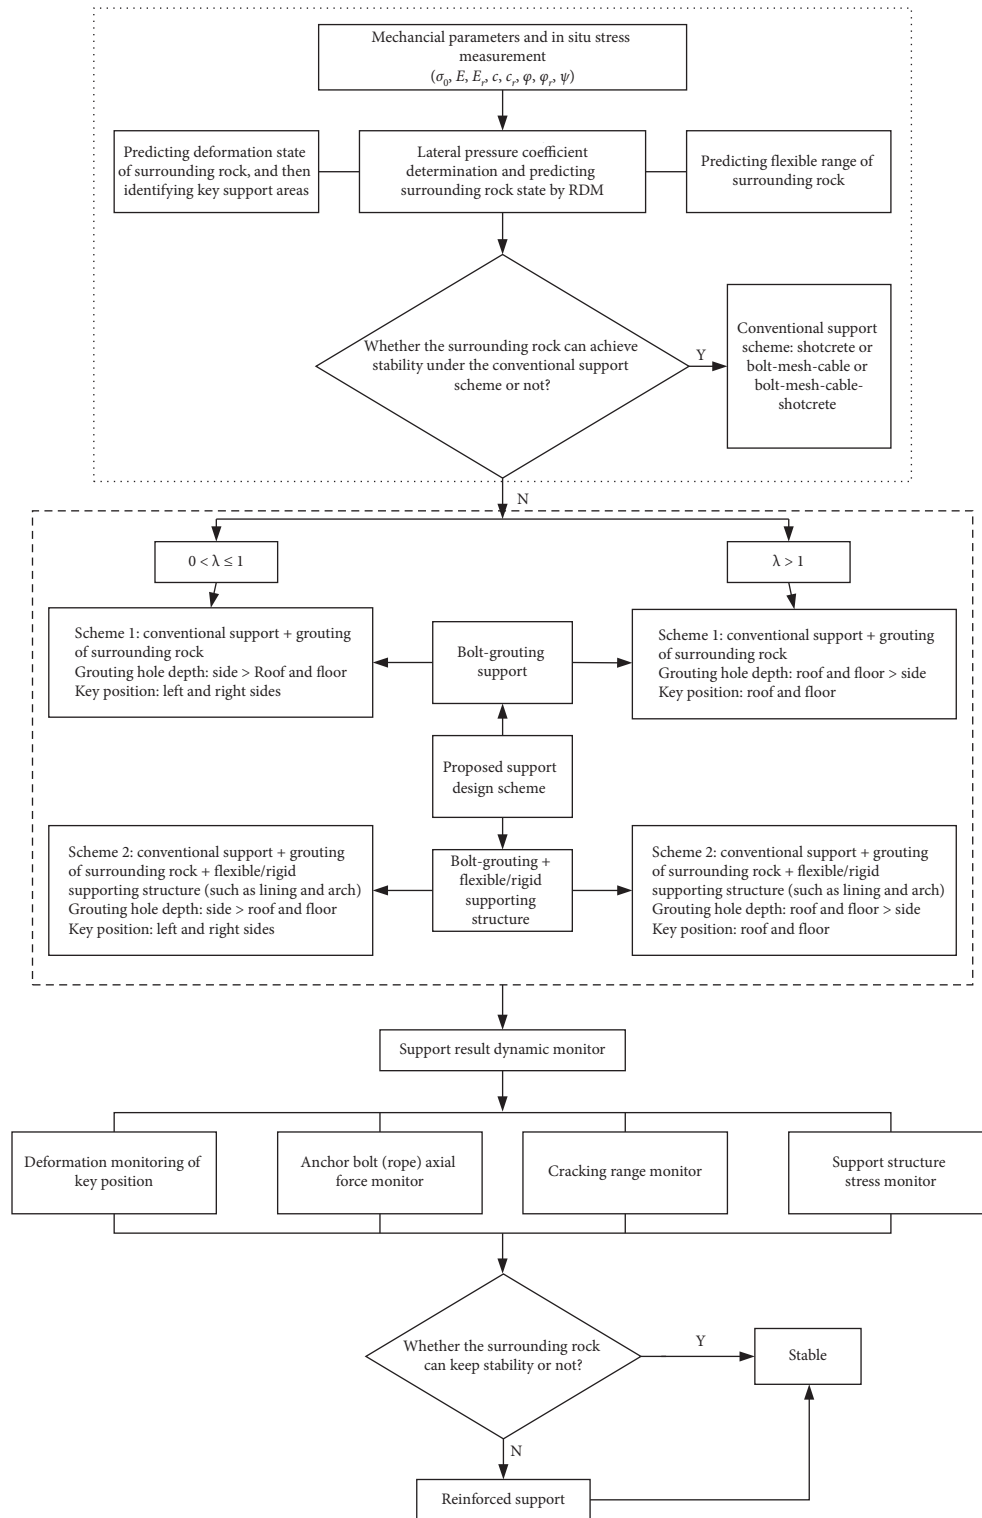 Mechancial parameters and in situ stress
measurement
(σ0, E, Er, c, cr, φ, φr, ψ)
Predicting deformation state
of surrounding rock, and then
identifying key support areas
Lateral pressure coefficient
determination and predicting
surrounding rock state by RDM
Predicting flexible range of
surrounding rock
Whether the surrounding rock can achieve
stability under the conventional support
scheme or not?
Y
Conventional support
scheme: shotcrete or
bolt-mesh-cable or
bolt-mesh-cable-
shotcrete
N
0 < λ ≤ 1
λ > 1
Scheme 1: conventional support + grouting
of surrounding rock
Grouting hole depth: side > Roof and floor
Key position: left and right sides
Bolt-grouting
support
Scheme 1: conventional support + grouting
of surrounding rock
Grouting hole depth: roof and floor > side
Key position: roof and floor
Proposed support
design scheme
Scheme 2: conventional support + grouting
of surrounding rock + flexible/rigid
supporting structure (such as lining and arch)
Grouting hole depth: side > roof and floor
Key position: left and right sides
Bolt-grouting +
flexible/rigid
supporting
structure
Scheme 2: conventional support + grouting
of surrounding rock + flexible/rigid
supporting structure (such as lining and arch)
Grouting hole depth: roof and floor > side
Key position: roof and floor
Support result dynamic monitor
Deformation monitoring of
key position
Anchor bolt (rope) axial
force monitor
Cracking range monitor
Support structure
stress monitor
Whether the surrounding rock
can keep stability or not?
Y
Stable
N
Reinforced support